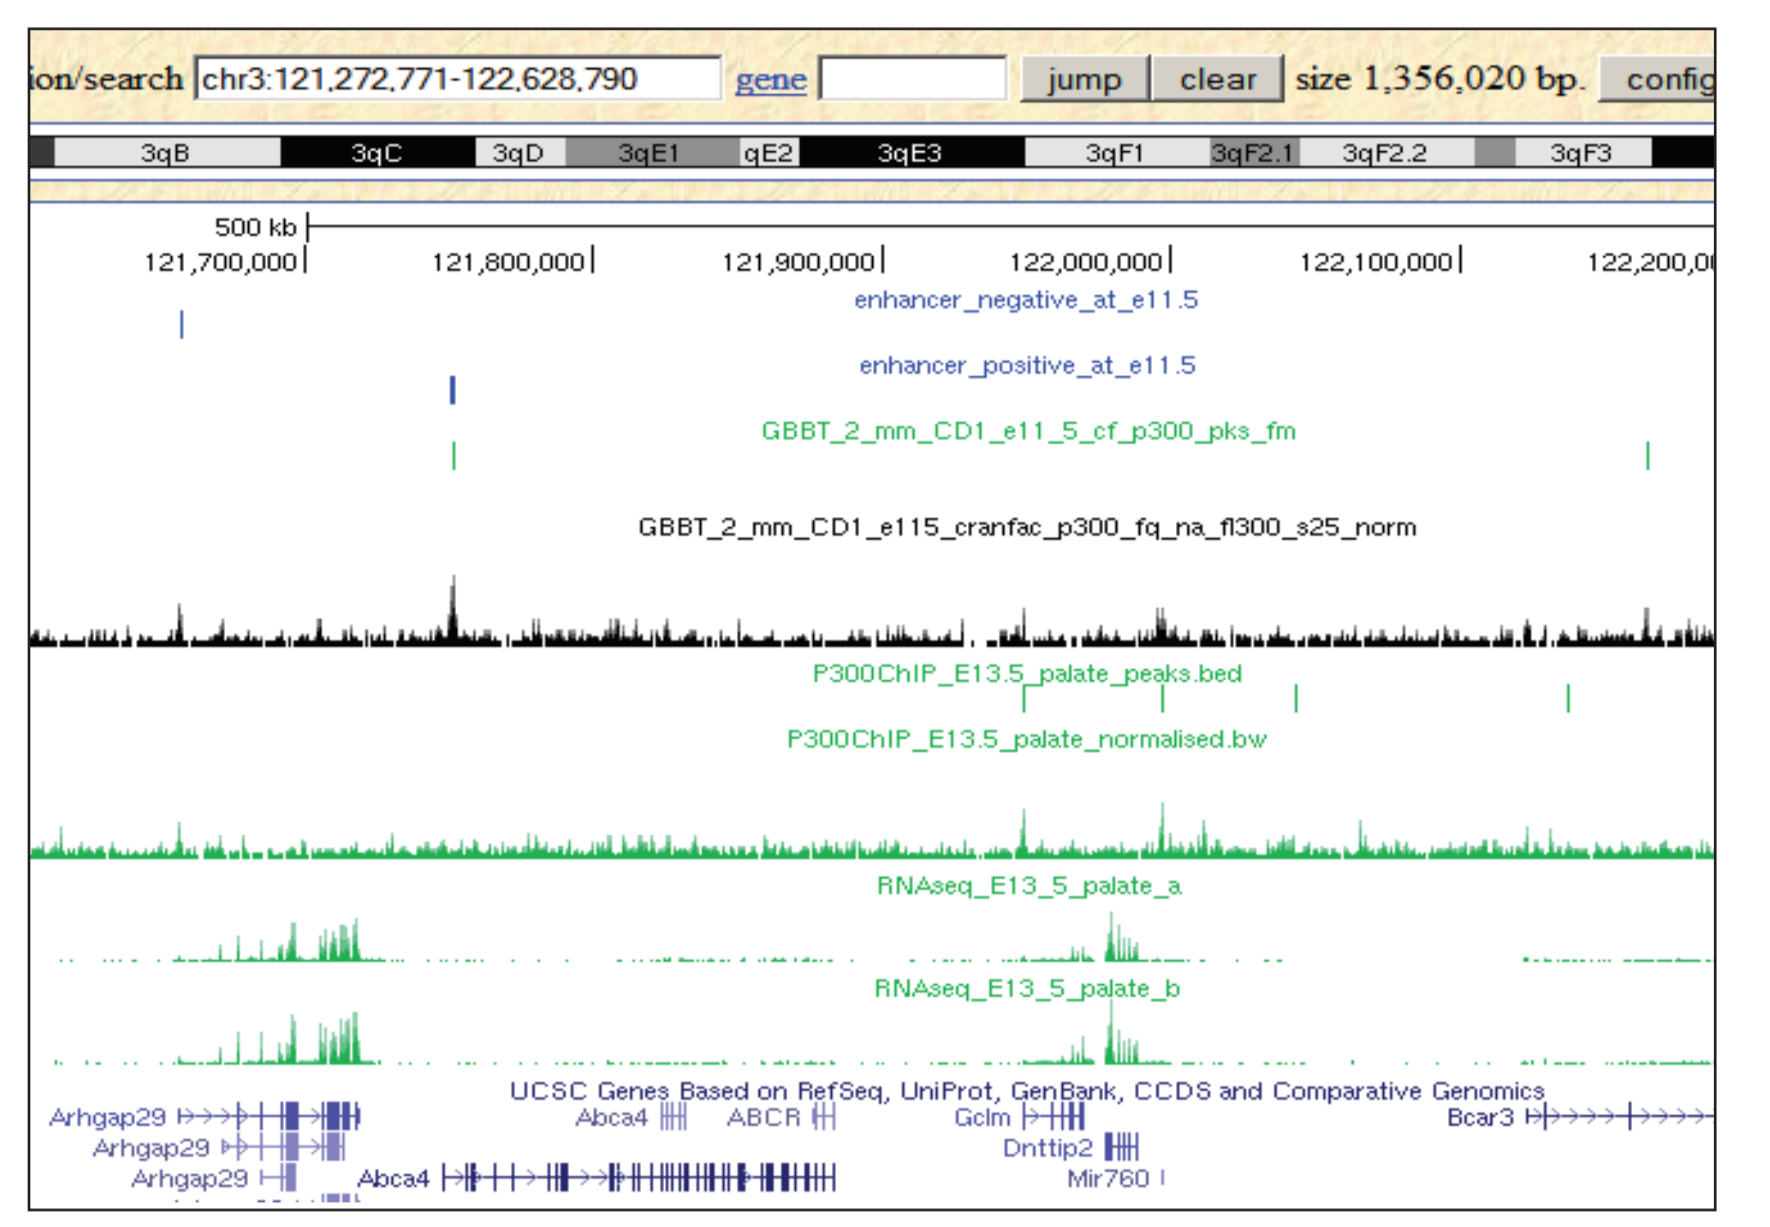 ion/search chr3:121,272,771-122,628,790 gene jump clear size 1,356,020 bp. config
3qB 3qC 3qD 3qE1 qE2 3qE3 3qF1 3qF2.1 3qF2.2 3qF3
500 kb
121,700,000 121,800,000 121,900,000 122,000,000 122,100,000 122,200,0
enhancer_negative_at_e11.5
enhancer_positive_at_e11.5
GBBT_2_mm_CD1_e11_5_cf_p300_pks_fm
GBBT_2_mm_CD1_e115_cranfac_p300_fq_na_fl300_s25_norm
P300ChIP_E13.5_palate_peaks.bed
P300ChIP_E13.5_palate_normalised.bw
RNAseq_E13_5_palate_a
RNAseq_E13_5_palate_b
UCSC Genes Based on RefSeq, UniProt, GenBank, CCDS and Comparative Genomics
Arhgap29 Abca4 ABCR Gclm Bcar3
Arhgap29 Dnttip2
Arhgap29 Abca4 Mir760